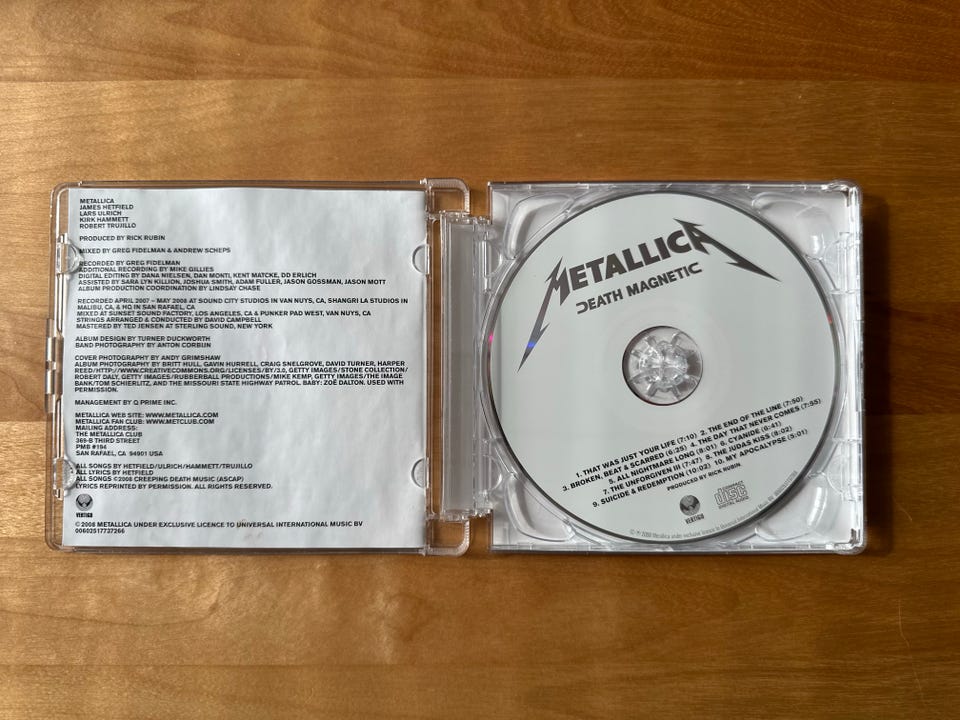 METALLICA
JAMES HETFIELD
LARS ULRICH
KIRK HAMMETT
ROBERT TRUJILLO
PRODUCED BY RICK RUBIN
MIXED BY GREG FIDELMAN & ANDREW SCHEPS
RECORDED BY GREG FIDELMAN
ADDITIONAL RECORDING BY MIKE GILLIES
DIGITAL EDITING BY DANA NIELSEN, DAN MONTI, KENT MATCKE, DD ERLICH
ASSISTED BY SARA LYN KILLION, JOSHUA SMITH, ADAM FULLER, JASON GOSSMAN, JASON MOTT
ALBUM PRODUCTION COORDINATION BY LINDSAY CHASE
RECORDED APRIL 2007 – MAY 2008 AT SOUND CITY STUDIOS IN VAN NUYS, CA, SHANGRI LA STUDIOS IN
MALIBU, CA, & HQ IN SAN RAFAEL, CA
MIXED AT SUNSET SOUND FACTORY, LOS ANGELES, CA & PUNKER PAD WEST, VAN NUYS, CA
STRINGS ARRANGED & CONDUCTED BY DAVID CAMPBELL
MASTERED BY TED JENSEN AT STERLING SOUND, NEW YORK
ALBUM DESIGN BY TURNER DUCKWORTH
BAND PHOTOGRAPHY BY ANTON CORBIJN
COVER PHOTOGRAPHY BY ANDY GRIMSHAW
ALBUM PHOTOGRAPHY BY BRITT HULL, GAVIN HURRELL, CRAIG SNELGROVE, DAVID TURNER, HARPER
REED/HTTP://WWW.CREATIVECOMMONS.ORG/LICENSES/BY/3.0, GETTY IMAGES/STONE COLLECTION/
ROBERT DALY, GETTY IMAGES/RUBBERBALL PRODUCTIONS/MIKE KEMP, GETTY IMAGES/THE IMAGE
BANK/TOM SCHIERLITZ, AND THE MISSOURI STATE HIGHWAY PATROL. BABY: ZOË DALTON. USED WITH
PERMISSION.
MANAGEMENT BY Q PRIME INC.
METALLICA WEB SITE: WWW.METALLICA.COM
METALLICA FAN CLUB: WWW.METCLUB.COM
MAILING ADDRESS:
THE METALLICA CLUB
369-B THIRD STREET
PMB #194
SAN RAFAEL, CA 94901 USA
ALL SONGS BY HETFIELD/ULRICH/HAMMETT/TRUJILLO
ALL LYRICS BY HETFIELD
ALL SONGS ©2008 CREEPING DEATH MUSIC (ASCAP)
LYRICS REPRINTED BY PERMISSION. ALL RIGHTS RESERVED.
VERTIGO
© 2008 METALLICA UNDER EXCLUSIVE LICENCE TO UNIVERSAL INTERNATIONAL MUSIC BV
00602517737266
METALLICA
DEATH MAGNETIC
1. THAT WAS JUST YOUR LIFE (7:10) 2. THE END OF THE LINE (7:50)
3. BROKEN, BEAT & SCARRED (6:25) 4. THE DAY THAT NEVER COMES (7:55)
5. ALL NIGHTMARE LONG (8:01) 6. CYANIDE (6:41)
7. THE UNFORGIVEN III (7:47) 8. THE JUDAS KISS (8:02)
9. SUICIDE & REDEMPTION (10:02) 10. MY APOCALYPSE (5:01)
PRODUCED BY RICK RUBIN
VERTIGO
COMPACT
disc
DIGITAL AUDIO
© ℗ 2008 Metallica under exclusive licence to Universal International Music BV